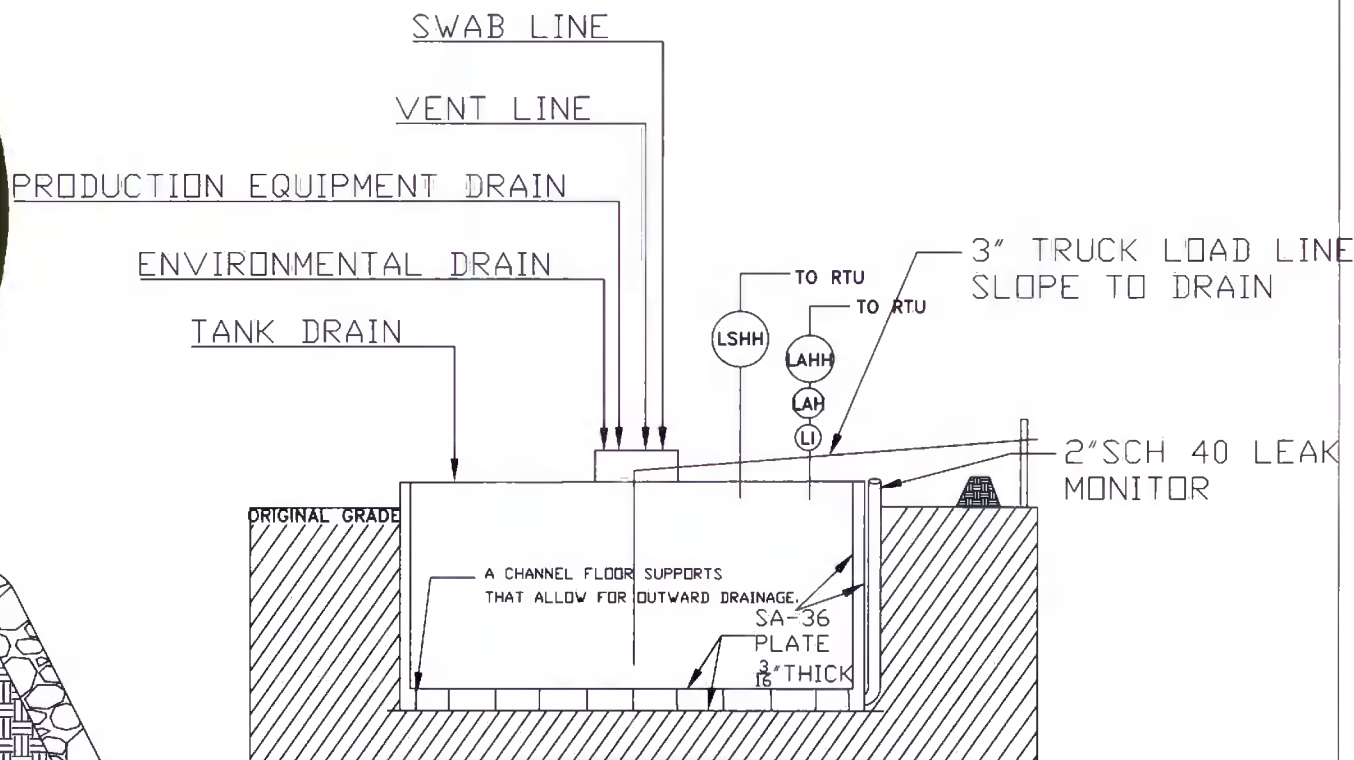 SWAB LINE
VENT LINE
PRODUCTION EQUIPMENT DRAIN
ENVIRONMENTAL DRAIN
TANK DRAIN
TO RTU
TO RTU
3" TRUCK LOAD LINE
SLOPE TO DRAIN
LSHH
LAHH
LAH
LI
2"SCH 40 LEAK
MONITOR
ORIGINAL GRADE
A CHANNEL FLOOR SUPPORTS
THAT ALLOW FOR OUTWARD DRAINAGE.
SA-36
PLATE
3/16"THICK